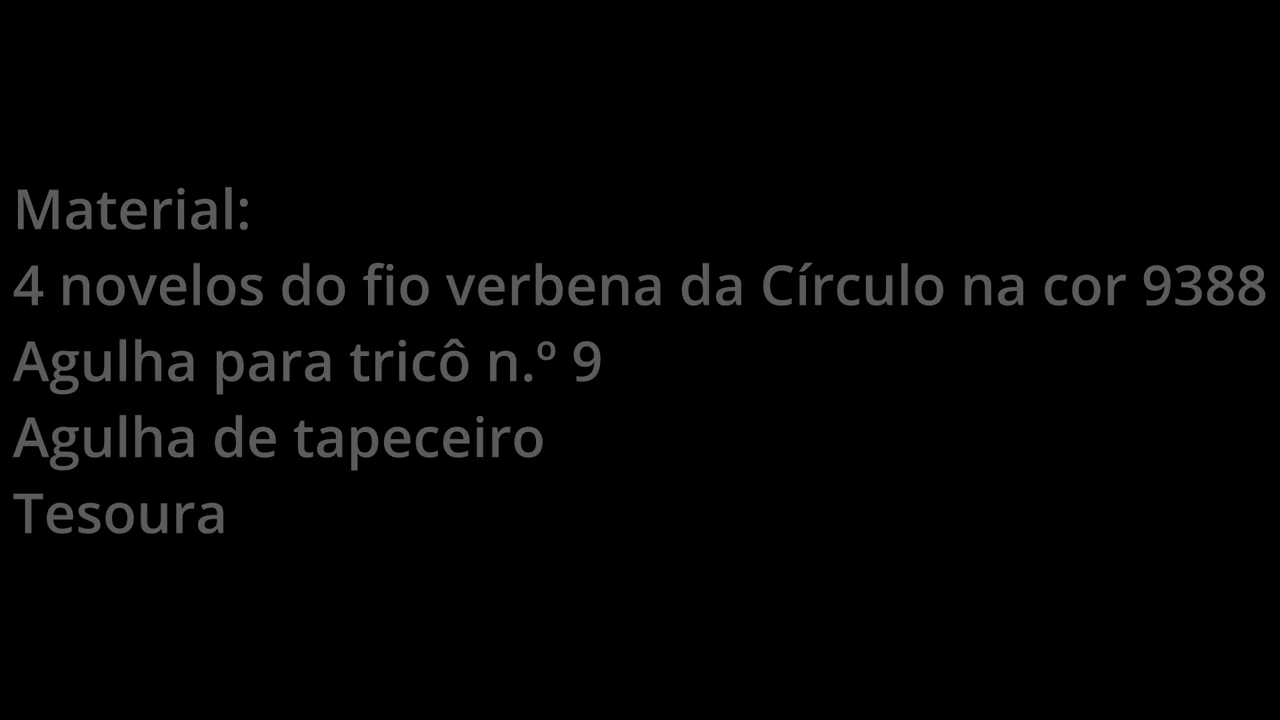 Material:
4 novelos do fio verbena da Círculo na cor 9388
Agulha para tricô n.º 9
Agulha de tapeceiro
Tesoura